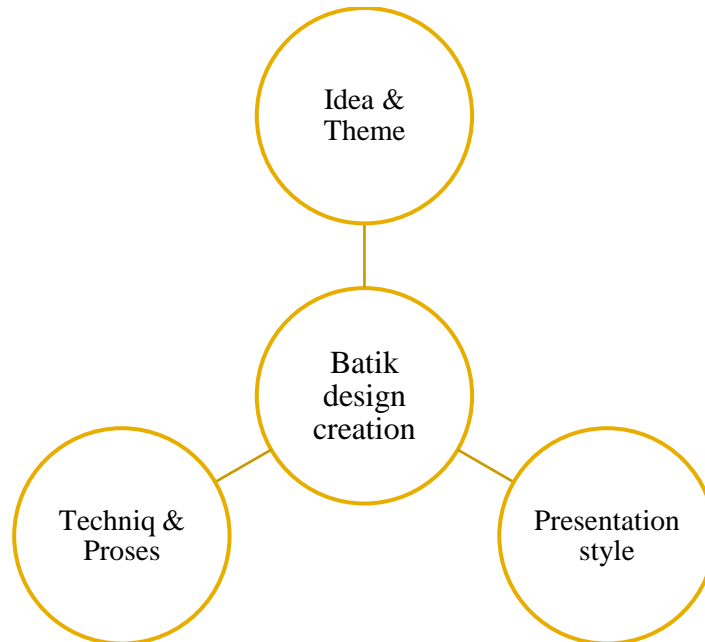 Idea &
Theme
Batik
design
creation
Techniq &
Proses
Presentation
style